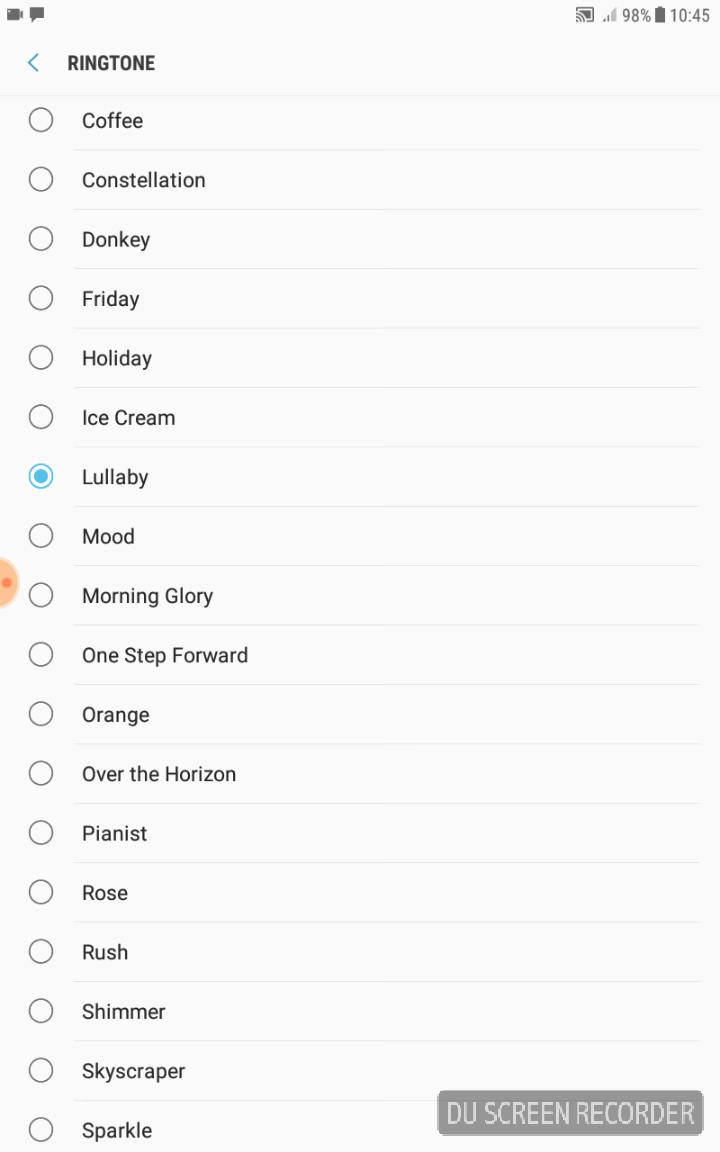 98% 10:45
RINGTONE
Coffee
Constellation
Donkey
Friday
Holiday
Ice Cream
Lullaby
Mood
Morning Glory
One Step Forward
Orange
Over the Horizon
Pianist
Rose
Rush
Shimmer
Skyscraper
Sparkle
DU SCREEN RECORDER